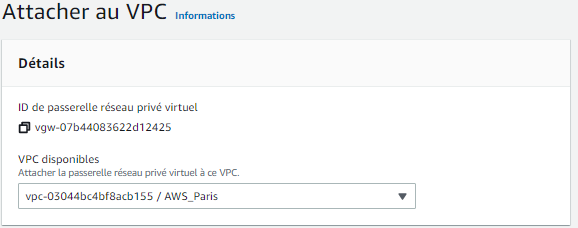 Attacher au VPC Informations
Détails
ID de passerelle réseau privé virtuel
vgw-07b44083622d12425
VPC disponibles
Attacher la passerelle réseau privé virtuel à ce VPC.
vpc-03044bc4bf8acb155 / AWS_Paris